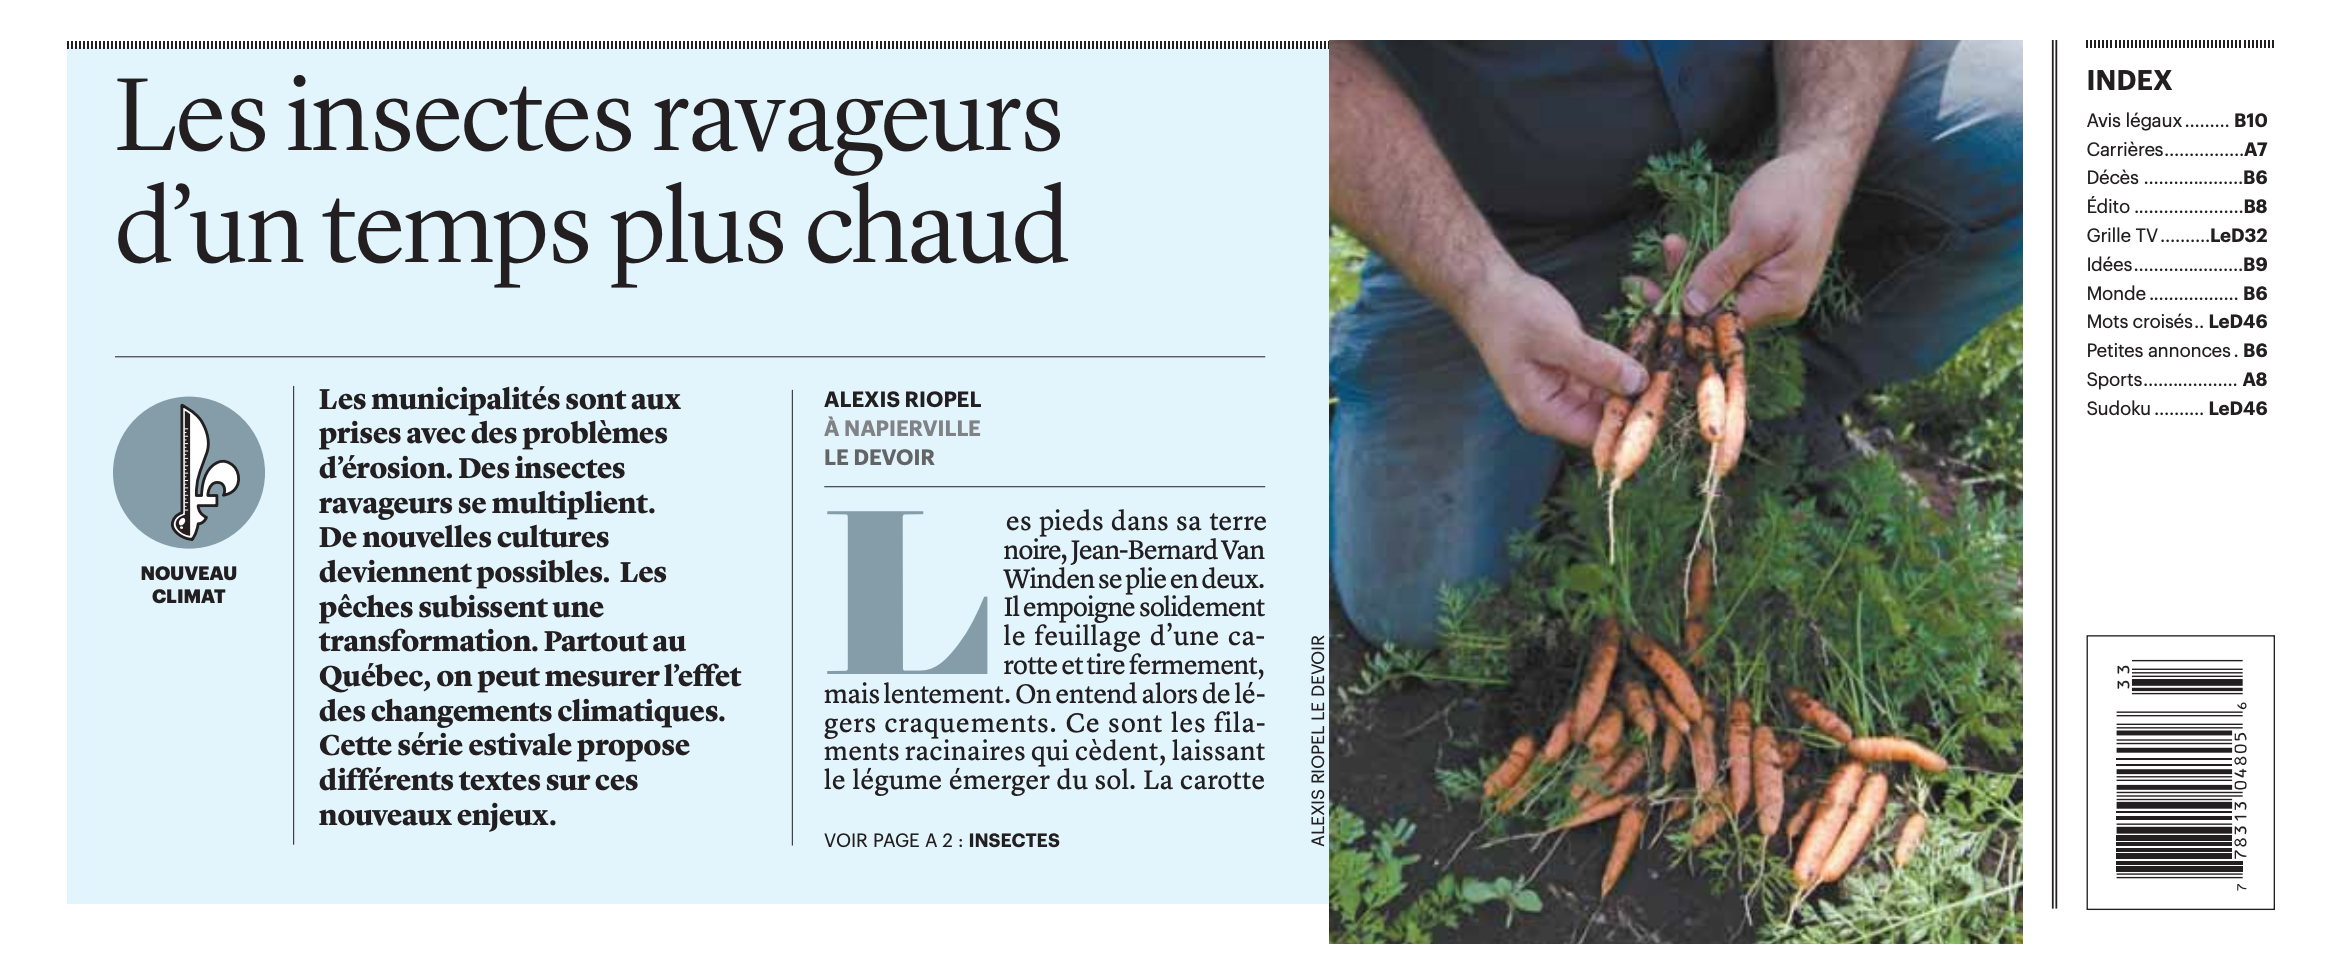 Les insectes ravageurs
d’un temps plus chaud
NOUVEAU
CLIMAT
Les municipalités sont aux
prises avec des problèmes
d’érosion. Des insectes
ravageurs se multiplient.
De nouvelles cultures
deviennent possibles. Les
pêches subissent une
transformation. Partout au
Québec, on peut mesurer l’effet
des changements climatiques.
Cette série estivale propose
différents textes sur ces
nouveaux enjeux.
ALEXIS RIOPEL
À NAPIERVILLE
LE DEVOIR
Les pieds dans sa terre
noire, Jean-Bernard Van
Winden se plie en deux.
Il empoigne solidement
le feuillage d’une ca-
rotte et tire fermement,
mais lentement. On entend alors de lé-
gers craquements. Ce sont les fila-
ments racinaires qui cèdent, laissant
le légume émerger du sol. La carotte
VOIR PAGE A 2 : INSECTES
ALEXIS RIOPEL LE DEVOIR
INDEX
Avis légaux......... B10
Carrières................A7
Décès ....................B6
Édito ......................B8
Grille TV..........LeD32
Idées......................B9
Monde .................. B6
Mots croisés.. LeD46
Petites annonces . B6
Sports................... A8
Sudoku .......... LeD46
33
7 78313 04805 6